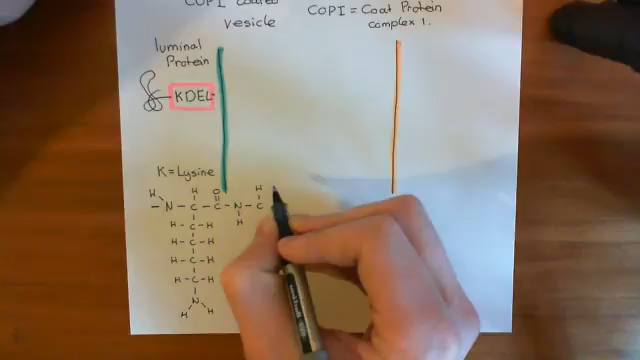 COPI coated
vesicle
COPI = Coat Protein
complex 1.
luminal
Protein
KDEL
K = Lysine
H H O H
N C C N C
H
H-C-H
H-C-H
H-C-H
H-C-H
N
H H